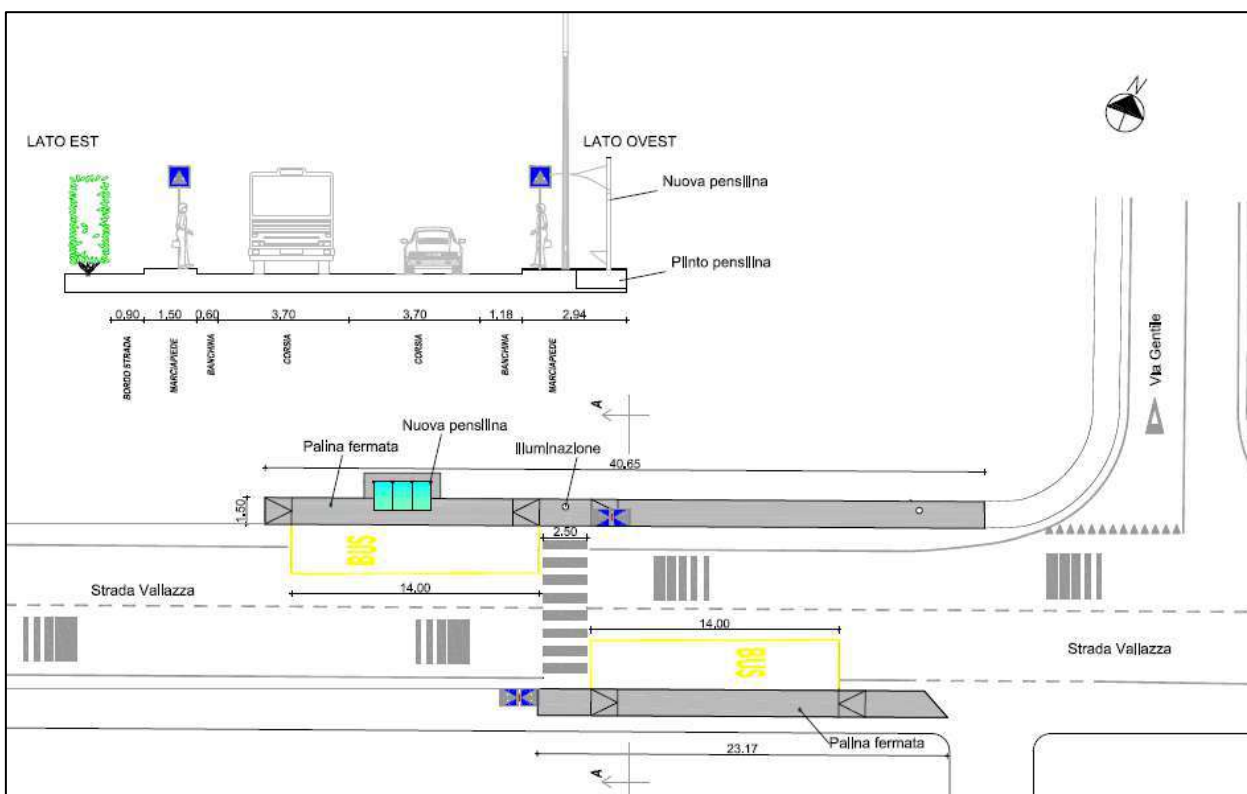 N
LATO EST
LATO OVEST
Nuova pensilina
Plinto pensilina
0.90 1.50 0.60 3.70 3.70 1.18 2.94
BORDO STRADA
MARCIAPIEDE
BANCHINA
CORSIA
CORSIA
BANCHINA
MARCIAPIEDE
Via Gentile
A
Nuova pensilina
Palina fermata
Illuminazione
40.65
1.50
2.50
BUS
14.00
Strada Vallazza
14.00
BUS
Strada Vallazza
Palina fermata
23.17
A